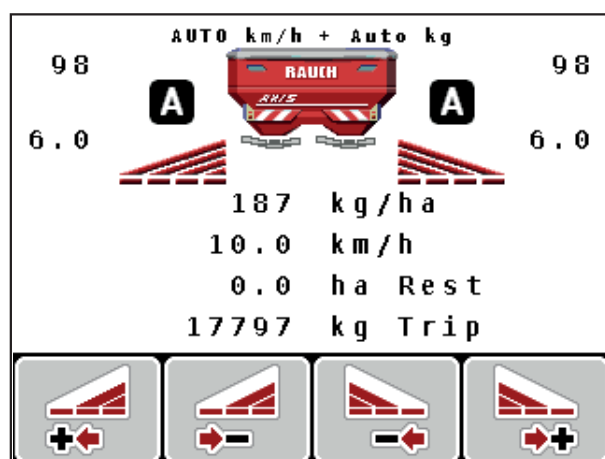 AUTO km/h + Auto kg
98 98
RAUCH
A A
AXIS
6.0 6.0
187 kg/ha
10.0 km/h
0.0 ha Rest
17797 kg Trip